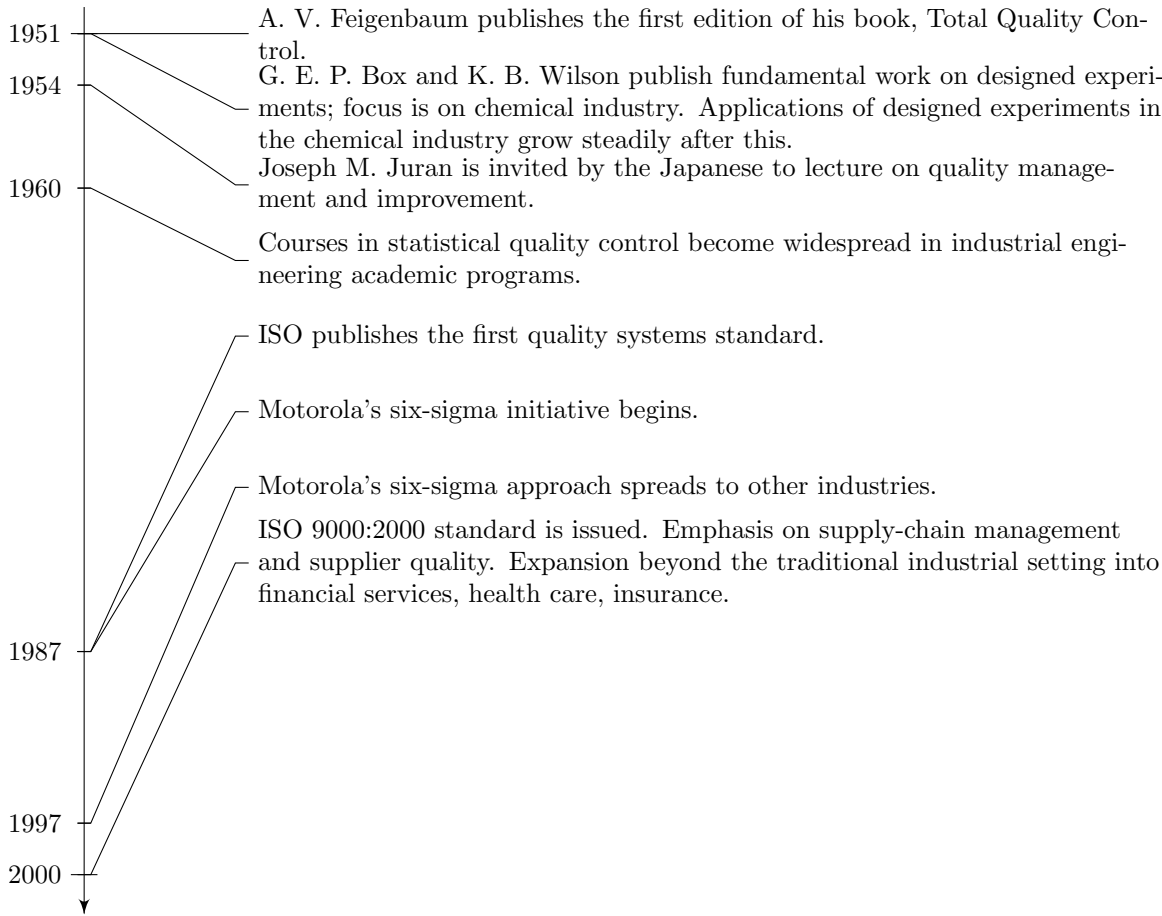 1951
A. V. Feigenbaum publishes the first edition of his book, Total Quality Con-
trol.
1954
G. E. P. Box and K. B. Wilson publish fundamental work on designed experi-
ments; focus is on chemical industry. Applications of designed experiments in
the chemical industry grow steadily after this.
Joseph M. Juran is invited by the Japanese to lecture on quality manage-
ment and improvement.
1960
Courses in statistical quality control become widespread in industrial engi-
neering academic programs.
ISO publishes the first quality systems standard.
Motorola's six-sigma initiative begins.
Motorola's six-sigma approach spreads to other industries.
ISO 9000:2000 standard is issued. Emphasis on supply-chain management
and supplier quality. Expansion beyond the traditional industrial setting into
financial services, health care, insurance.
1987
1997
2000